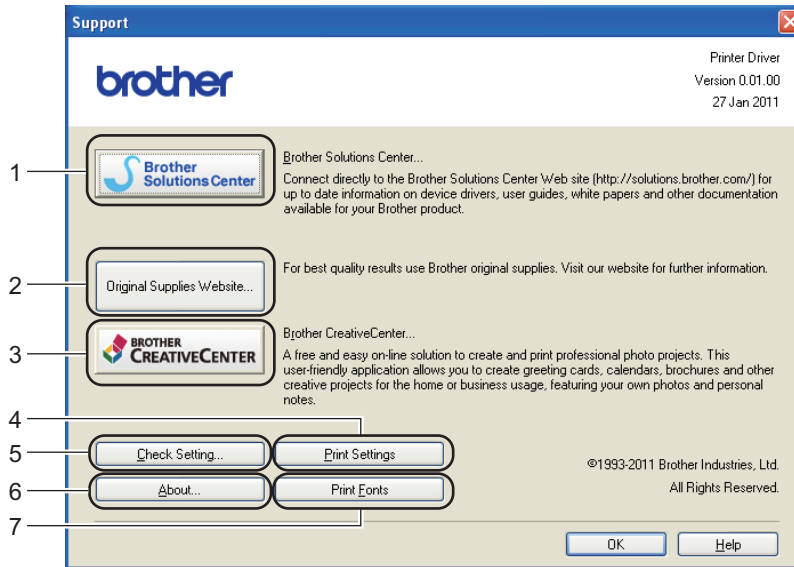 Support
brother
Printer Driver
Version 0.01.00
27 Jan 2011
1
Brother
Solutions Center
Brother Solutions Center...
Connect directly to the Brother Solutions Center Web site (http://solutions.brother.com/) for
up to date information on device drivers, user guides, white papers and other documentation
available for your Brother product.
2
Original Supplies Website...
For best quality results use Brother original supplies. Visit our website for further information.
3
BROTHER
CREATIVECENTER
Brother CreativeCenter...
A free and easy on-line solution to create and print professional photo projects. This
user-friendly application allows you to create greeting cards, calendars, brochures and other
creative projects for the home or business usage, featuring your own photos and personal
notes.
4
5
Check Setting...
Print Settings
©1993-2011 Brother Industries, Ltd.
6
About...
Print Fonts
All Rights Reserved.
7
OK
Help